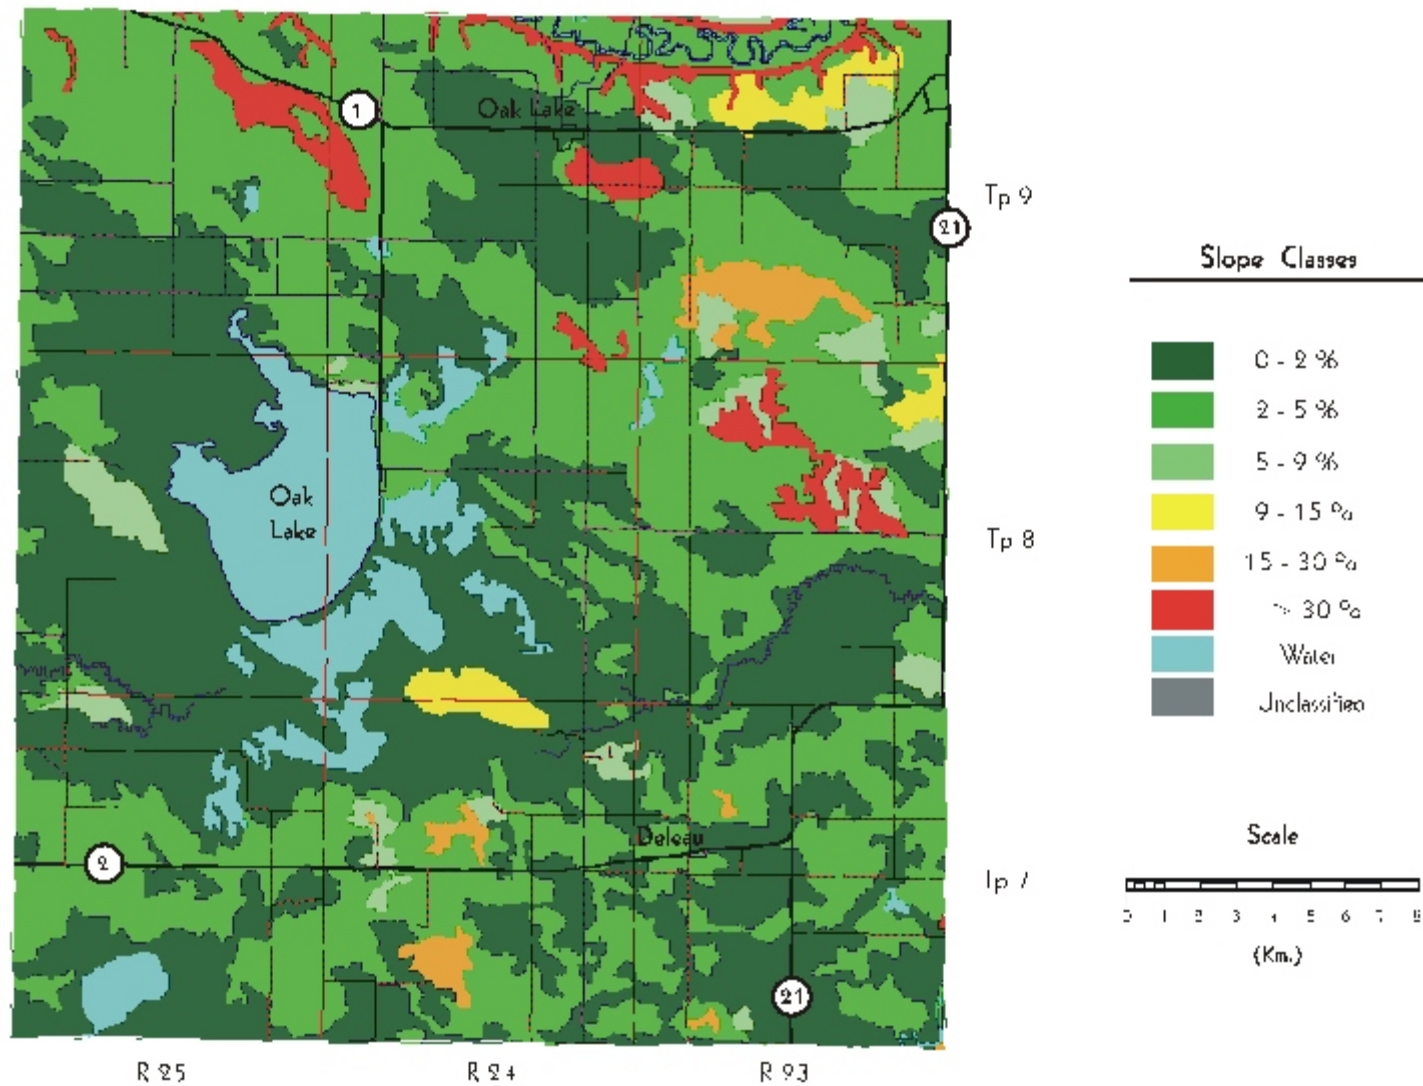 Oak Lake
1
Tp 9
21
Slope Classes
0 - 2 %
2 - 5 %
5 - 9 %
9 - 15 %
15 - 30 %
> 30 %
Water
Unclassified
Oak
Lake
Tp 8
Deleau
Scale
2
Tp 7
0 1 2 3 4 5 6 7 8
(Km.)
21
R 25
R 24
R 23